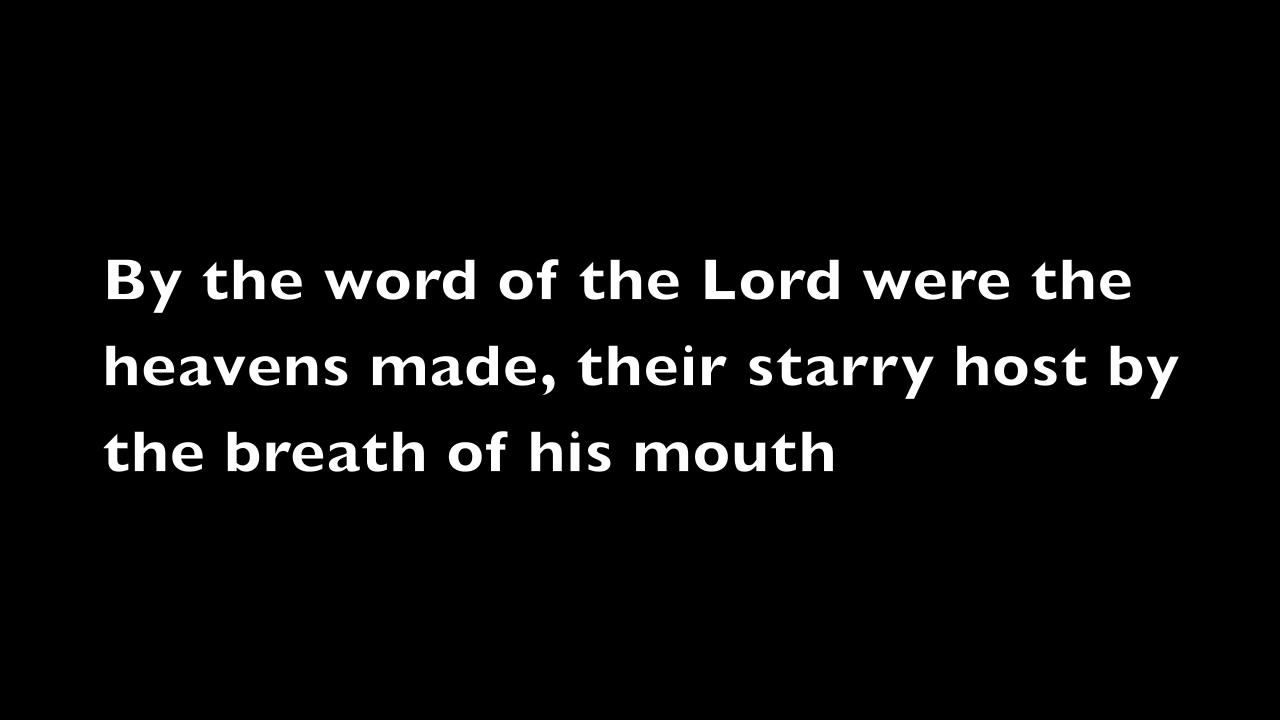 By the word of the Lord were the
heavens made, their starry host by
the breath of his mouth